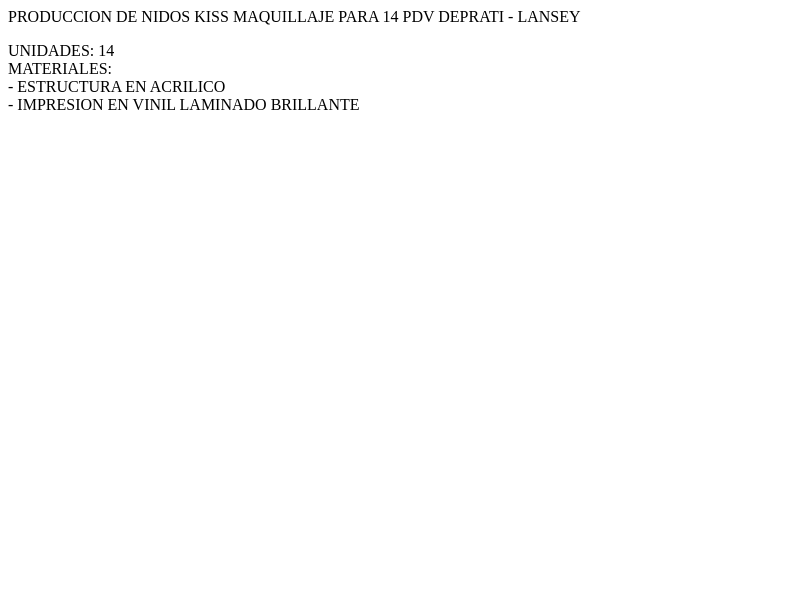 PRODUCCION DE NIDOS KISS MAQUILLAJE PARA 14 PDV DEPRATI - LANSEY
UNIDADES: 14
MATERIALES:
- ESTRUCTURA EN ACRILICO
- IMPRESION EN VINIL LAMINADO BRILLANTE